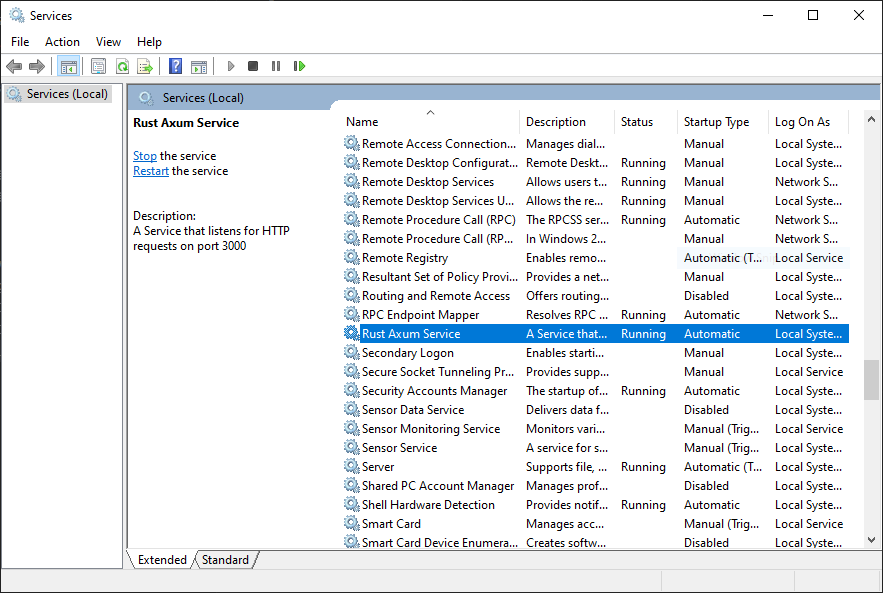 Services
File Action View Help
Services (Local)
Services (Local)
Rust Axum Service
Stop the service
Restart the service
Description:
A Service that listens for HTTP
requests on port 3000
Name Description Status Startup Type Log On As
Remote Access Connection... Manages dial... Manual Local Syste...
Remote Desktop Configurat... Remote Deskt... Running Manual Local Syste...
Remote Desktop Services Allows users t... Running Manual Network S...
Remote Desktop Services U... Allows the re... Running Manual Local Syste...
Remote Procedure Call (RPC) The RPCSS ser... Running Automatic Network S...
Remote Procedure Call (RP... In Windows 2... Manual Network S...
Remote Registry Enables remo... Automatic (T... Local Service
Resultant Set of Policy Provi... Provides a net... Manual Local Syste...
Routing and Remote Access Offers routing... Disabled Local Syste...
RPC Endpoint Mapper Resolves RPC ... Running Automatic Network S...
Rust Axum Service A Service that... Running Automatic Local Syste...
Secondary Logon Enables starti... Manual Local Syste...
Secure Socket Tunneling Pr... Provides supp... Manual Local Service
Security Accounts Manager The startup of... Running Automatic Local Syste...
Sensor Data Service Delivers data f... Disabled Local Syste...
Sensor Monitoring Service Monitors vari... Manual (Trig... Local Service
Sensor Service A service for s... Manual (Trig... Local Syste...
Server Supports file, ... Running Automatic (T... Local Syste...
Shared PC Account Manager Manages prof... Disabled Local Syste...
Shell Hardware Detection Provides notif... Running Automatic Local Syste...
Smart Card Manages acc... Manual (Trig... Local Service
Smart Card Device Enumera... Creates softw... Disabled Local Syste...
Extended Standard